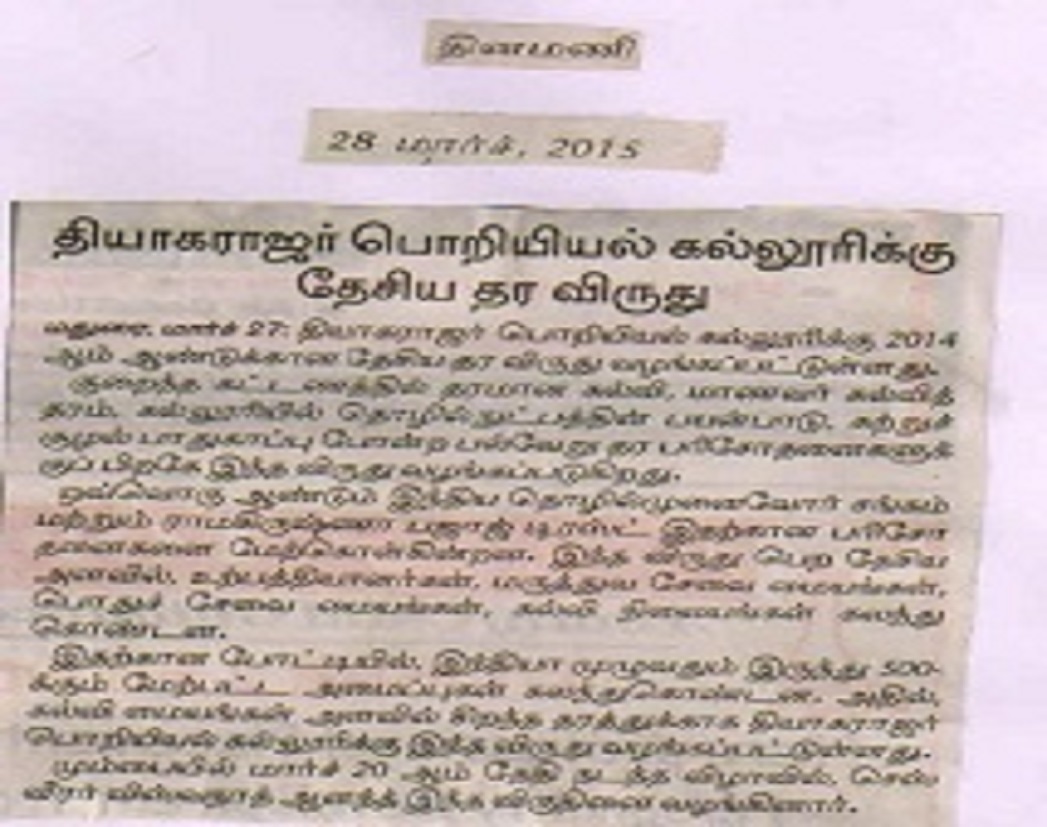 தினமணி
28 மார்ச், 2015
தியாகராஜர் பொறியியல் கல்லூரிக்கு
தேசிய தர விருது
மதுரை, மார்ச் 27: தியாகராஜர் பொறியியல் கல்லூரிக்கு 2014
ஆம் ஆண்டுக்கான தேசிய தர விருது வழங்கப்பட்டுள்ளது.
குறைந்த கட்டணத்தில் தரமான கல்வி, மாணவர் கல்வித்
தரம், கல்லூரியில் தொழில்நுட்பத்தின் பயன்பாடு, சுற்றுச்
சூழல் பாதுகாப்பு போன்ற பல்வேறு தர பரிசோதனைகளுக்
குப் பிறகே இந்த விருது வழங்கப்படுகிறது.
ஒவ்வொரு ஆண்டும் இந்திய தொழில்முனைவோர் சங்கம்
மற்றும் ராமகிருஷ்ணா பஜாஜ் டிரஸ்ட் இதற்கான பரிசோ
தனைகளை மேற்கொள்கின்றன. இந்த விருது பெற தேசிய
அளவில், உற்பத்தியாளர்கள், மருத்துவ சேவை மையங்கள்,
பொதுச் சேவை மையங்கள், கல்வி நிலையங்கள் கலந்து
கொண்டன.
இதற்கான போட்டியில், இந்தியா முழுவதும் இருந்து 500-
க்கும் மேற்பட்ட அமைப்புகள் கலந்துகொண்டன. அதில்,
கல்வி மையங்கள் அளவில் சிறந்த தரத்துக்காக தியாகராஜர்
பொறியியல் கல்லூரிக்கு இந்த விருது வழங்கப்பட்டுள்ளது.
மும்பையில் மார்ச் 20 ஆம் தேதி நடந்த விழாவில், செஸ்
வீரர் விஸ்வநாத் ஆனந்த் இந்த விருதினை வழங்கினார்.